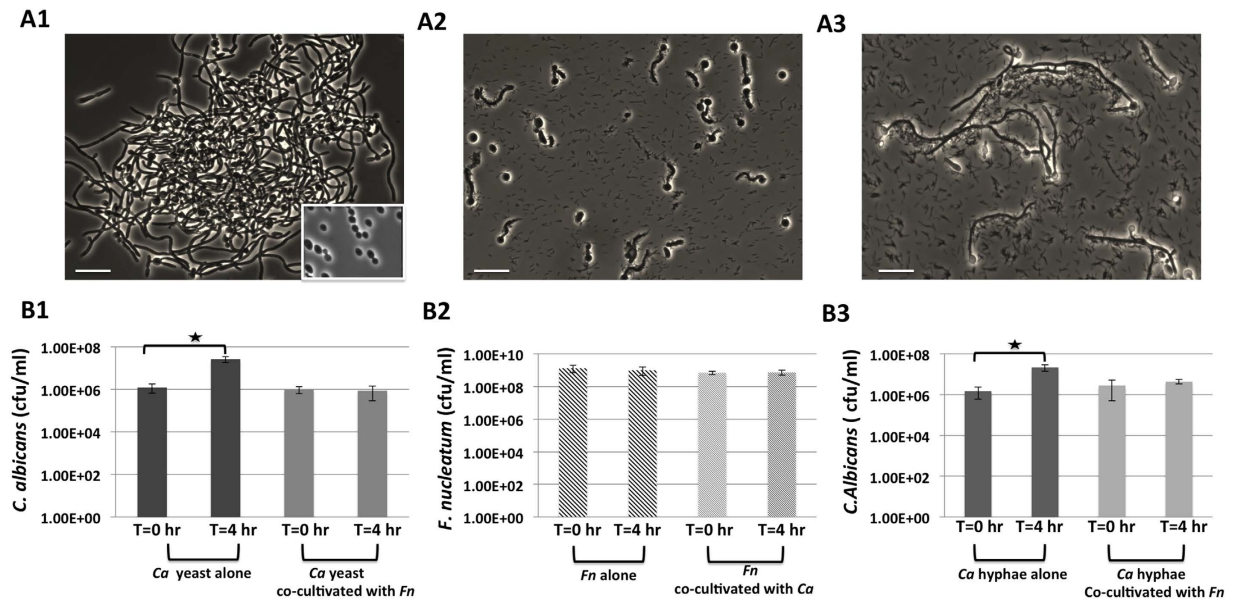 A1
A2
A3
B1
1.00E+08
1.00E+06
1.00E+04
1.00E+02
1.00E+00
C. albicans (cfu/ml)
★
T=0 hr T=4 hr T=0 hr T=4 hr
Ca yeast alone
Ca yeast
co-cultivated with Fn
B2
1.00E+10
1.00E+08
1.00E+06
1.00E+04
1.00E+02
1.00E+00
F. nucleatum (cfu/ml)
T=0 hr T=4 hr T=0 hr T=4 hr
Fn alone
Fn
co-cultivated with Ca
B3
1.00E+08
1.00E+06
1.00E+04
1.00E+02
1.00E+00
C.Albicans ( cfu/ml)
★
T=0 hr T=4 hr T=0 hr T=4 hr
Ca hyphae alone
Ca hyphae
Co-cultivated with Fn